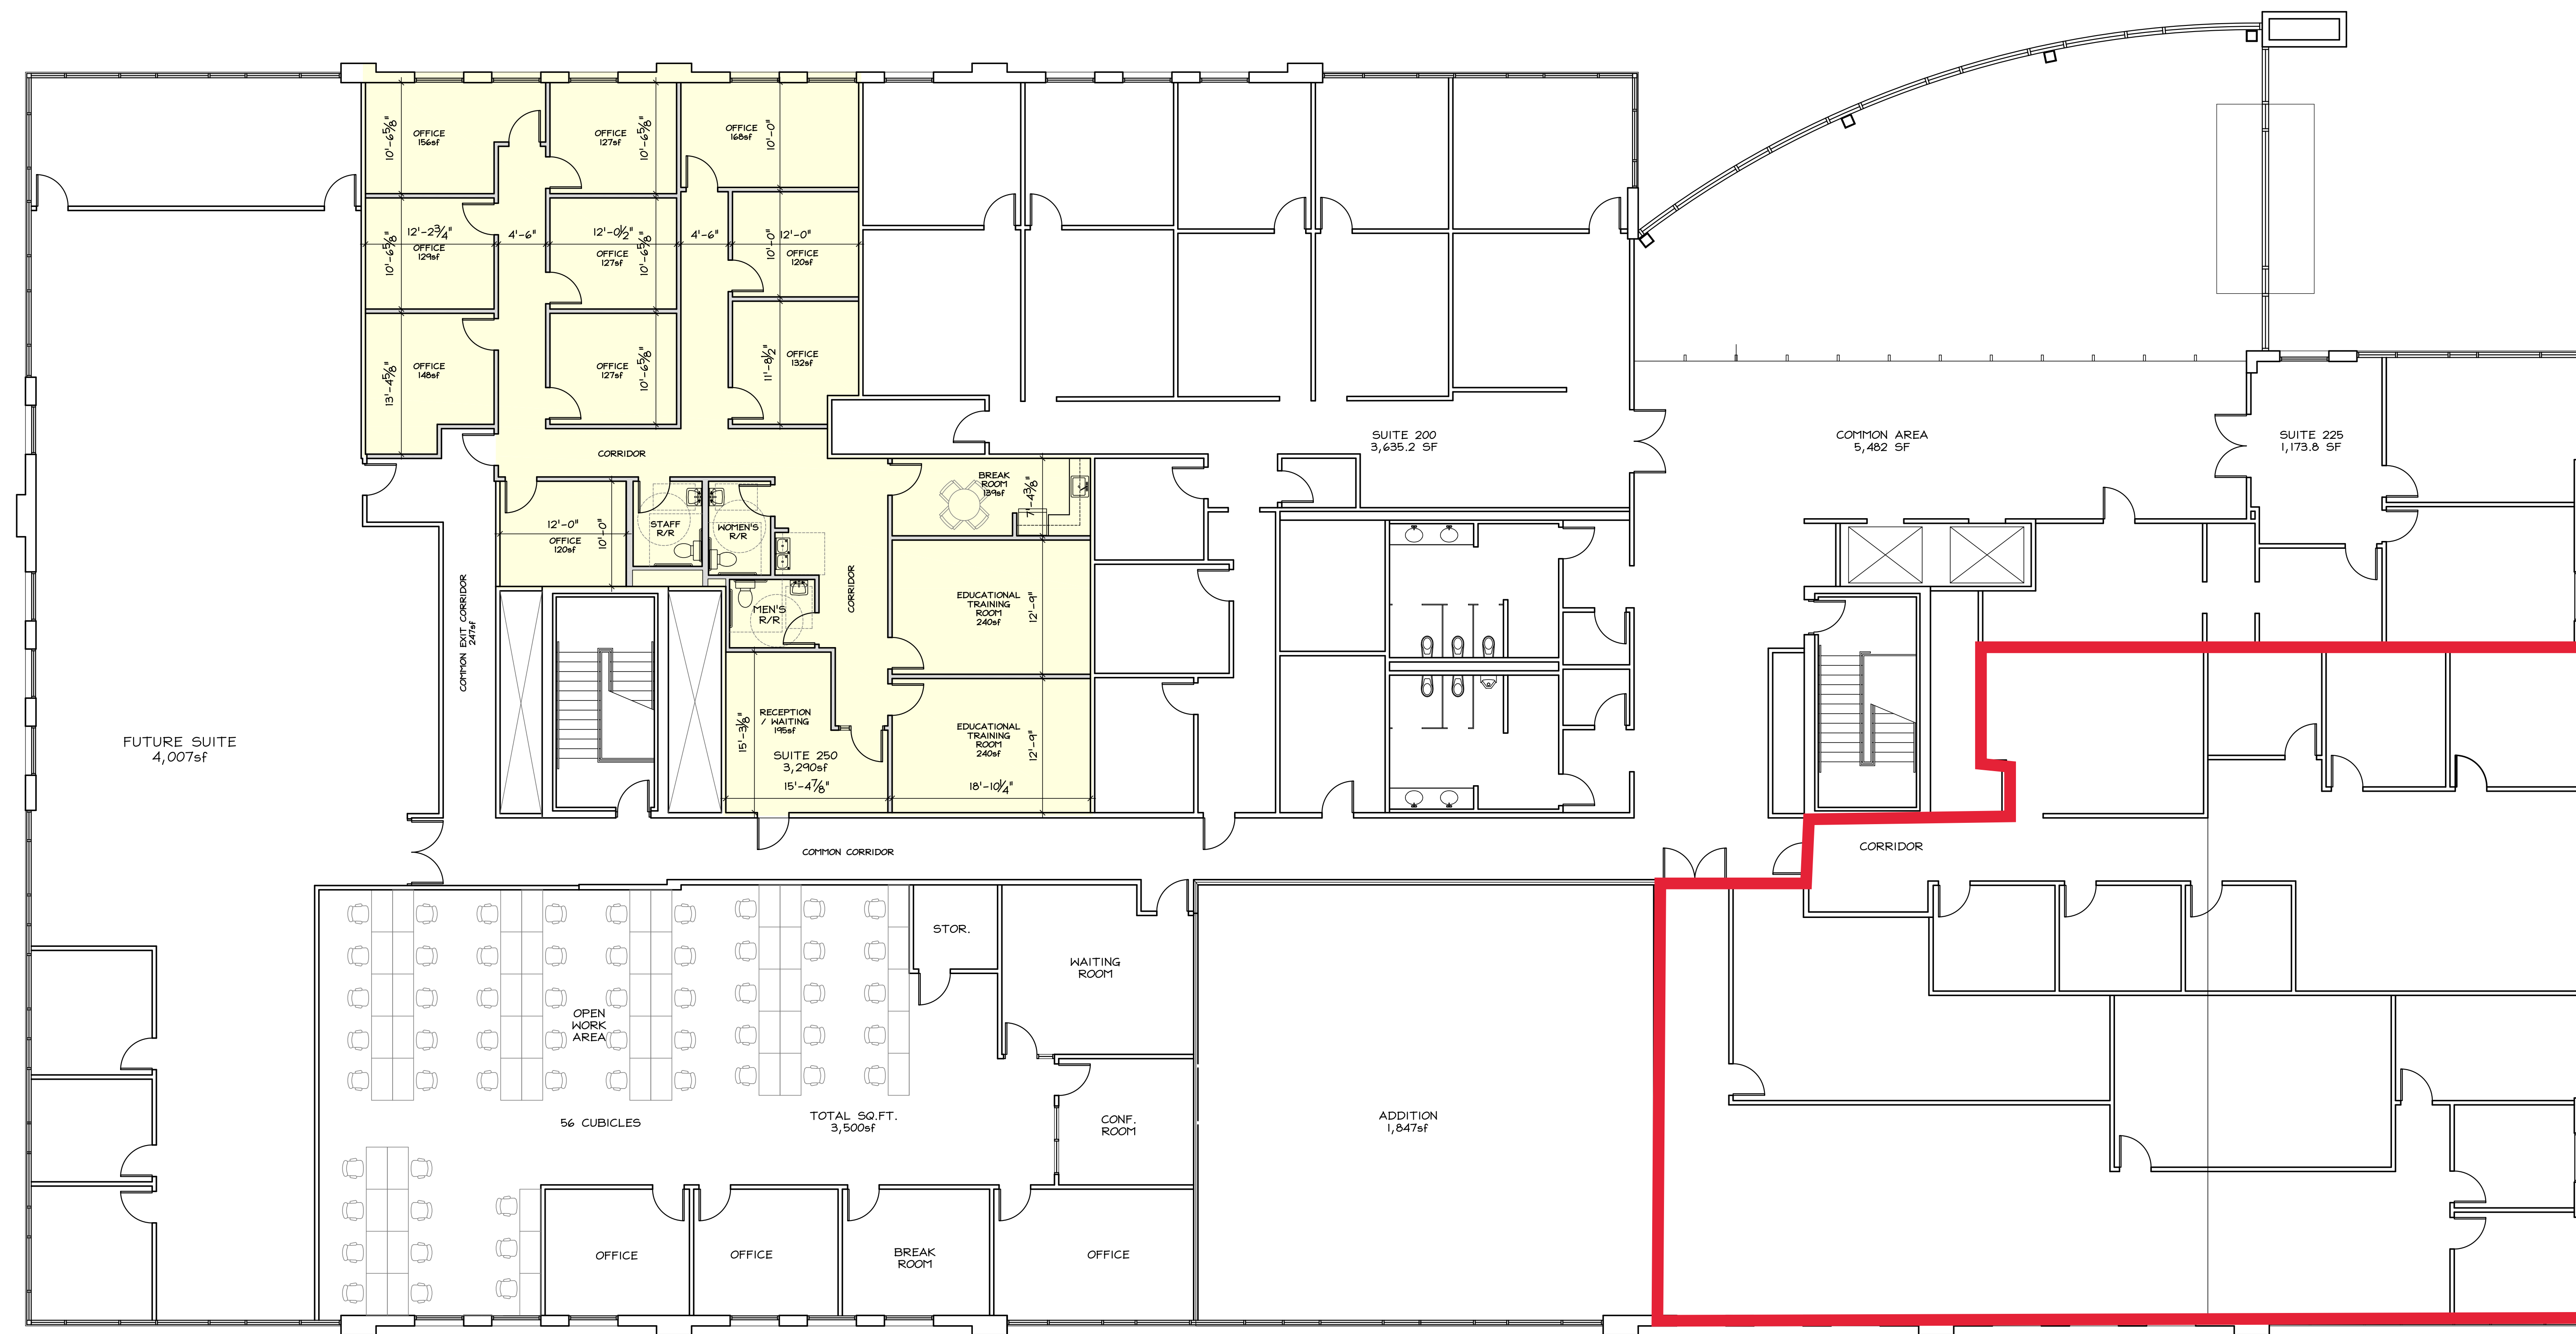 OFFICE
156sf
10'-6⅝"
OFFICE
127sf
10'-6⅝"
OFFICE
168sf
10'-0"
12'-2¾"
OFFICE
129sf
10'-6⅝"
4'-6"
12'-0½"
OFFICE
127sf
10'-6⅝"
4'-6"
12'-0"
10'-0"
OFFICE
120sf
OFFICE
148sf
13'-4⅝"
OFFICE
127sf
10'-6⅝"
OFFICE
132sf
11'-8½"
CORRIDOR
SUITE 200
3,635.2 SF
COMMON AREA
5,482 SF
SUITE 225
1,173.8 SF
BREAK
ROOM
139sf
7'-4⅜"
12'-0"
OFFICE
120sf
10'-0"
STAFF
R/R
WOMEN'S
R/R
MEN'S
R/R
CORRIDOR
COMMON EXIT CORRIDOR
247sf
EDUCATIONAL
TRAINING
ROOM
240sf
12'-9"
RECEPTION
/ WAITING
195sf
15'-3⅛"
SUITE 250
3,290sf
15'-4⅞"
EDUCATIONAL
TRAINING
ROOM
240sf
12'-9"
18'-10¼"
FUTURE SUITE
4,007sf
COMMON CORRIDOR
CORRIDOR
STOR.
WAITING
ROOM
OPEN
WORK
AREA
56 CUBICLES
TOTAL SQ.FT.
3,500sf
CONF.
ROOM
ADDITION
1,847sf
OFFICE
OFFICE
BREAK
ROOM
OFFICE